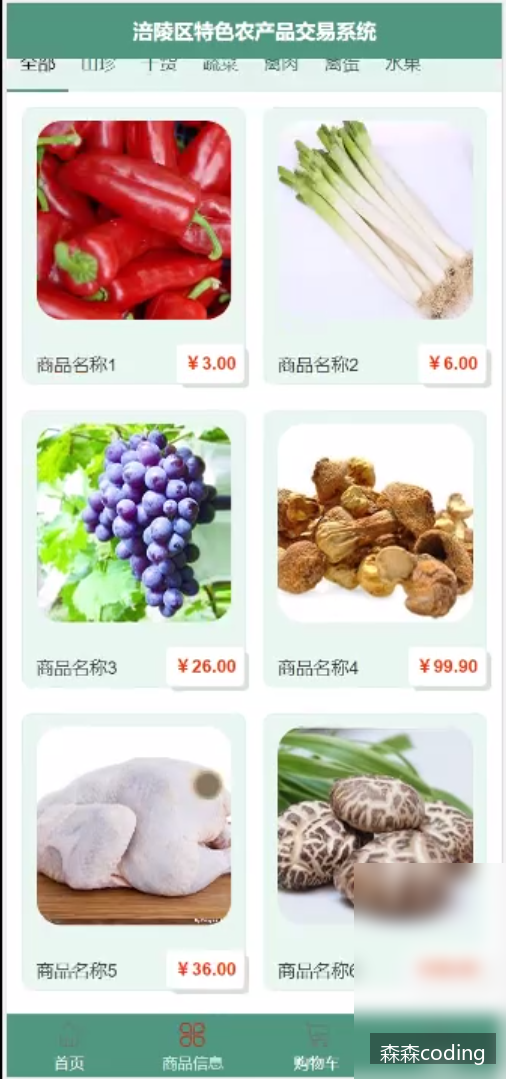 涪陵区特色农产品交易系统
全部 山珍 干货 蔬菜 禽肉 禽蛋 水果
商品名称1 ¥3.00
商品名称2 ¥6.00
商品名称3 ¥26.00
商品名称4 ¥99.90
商品名称5 ¥36.00
商品名称6
首页 商品信息 购物车
森森coding